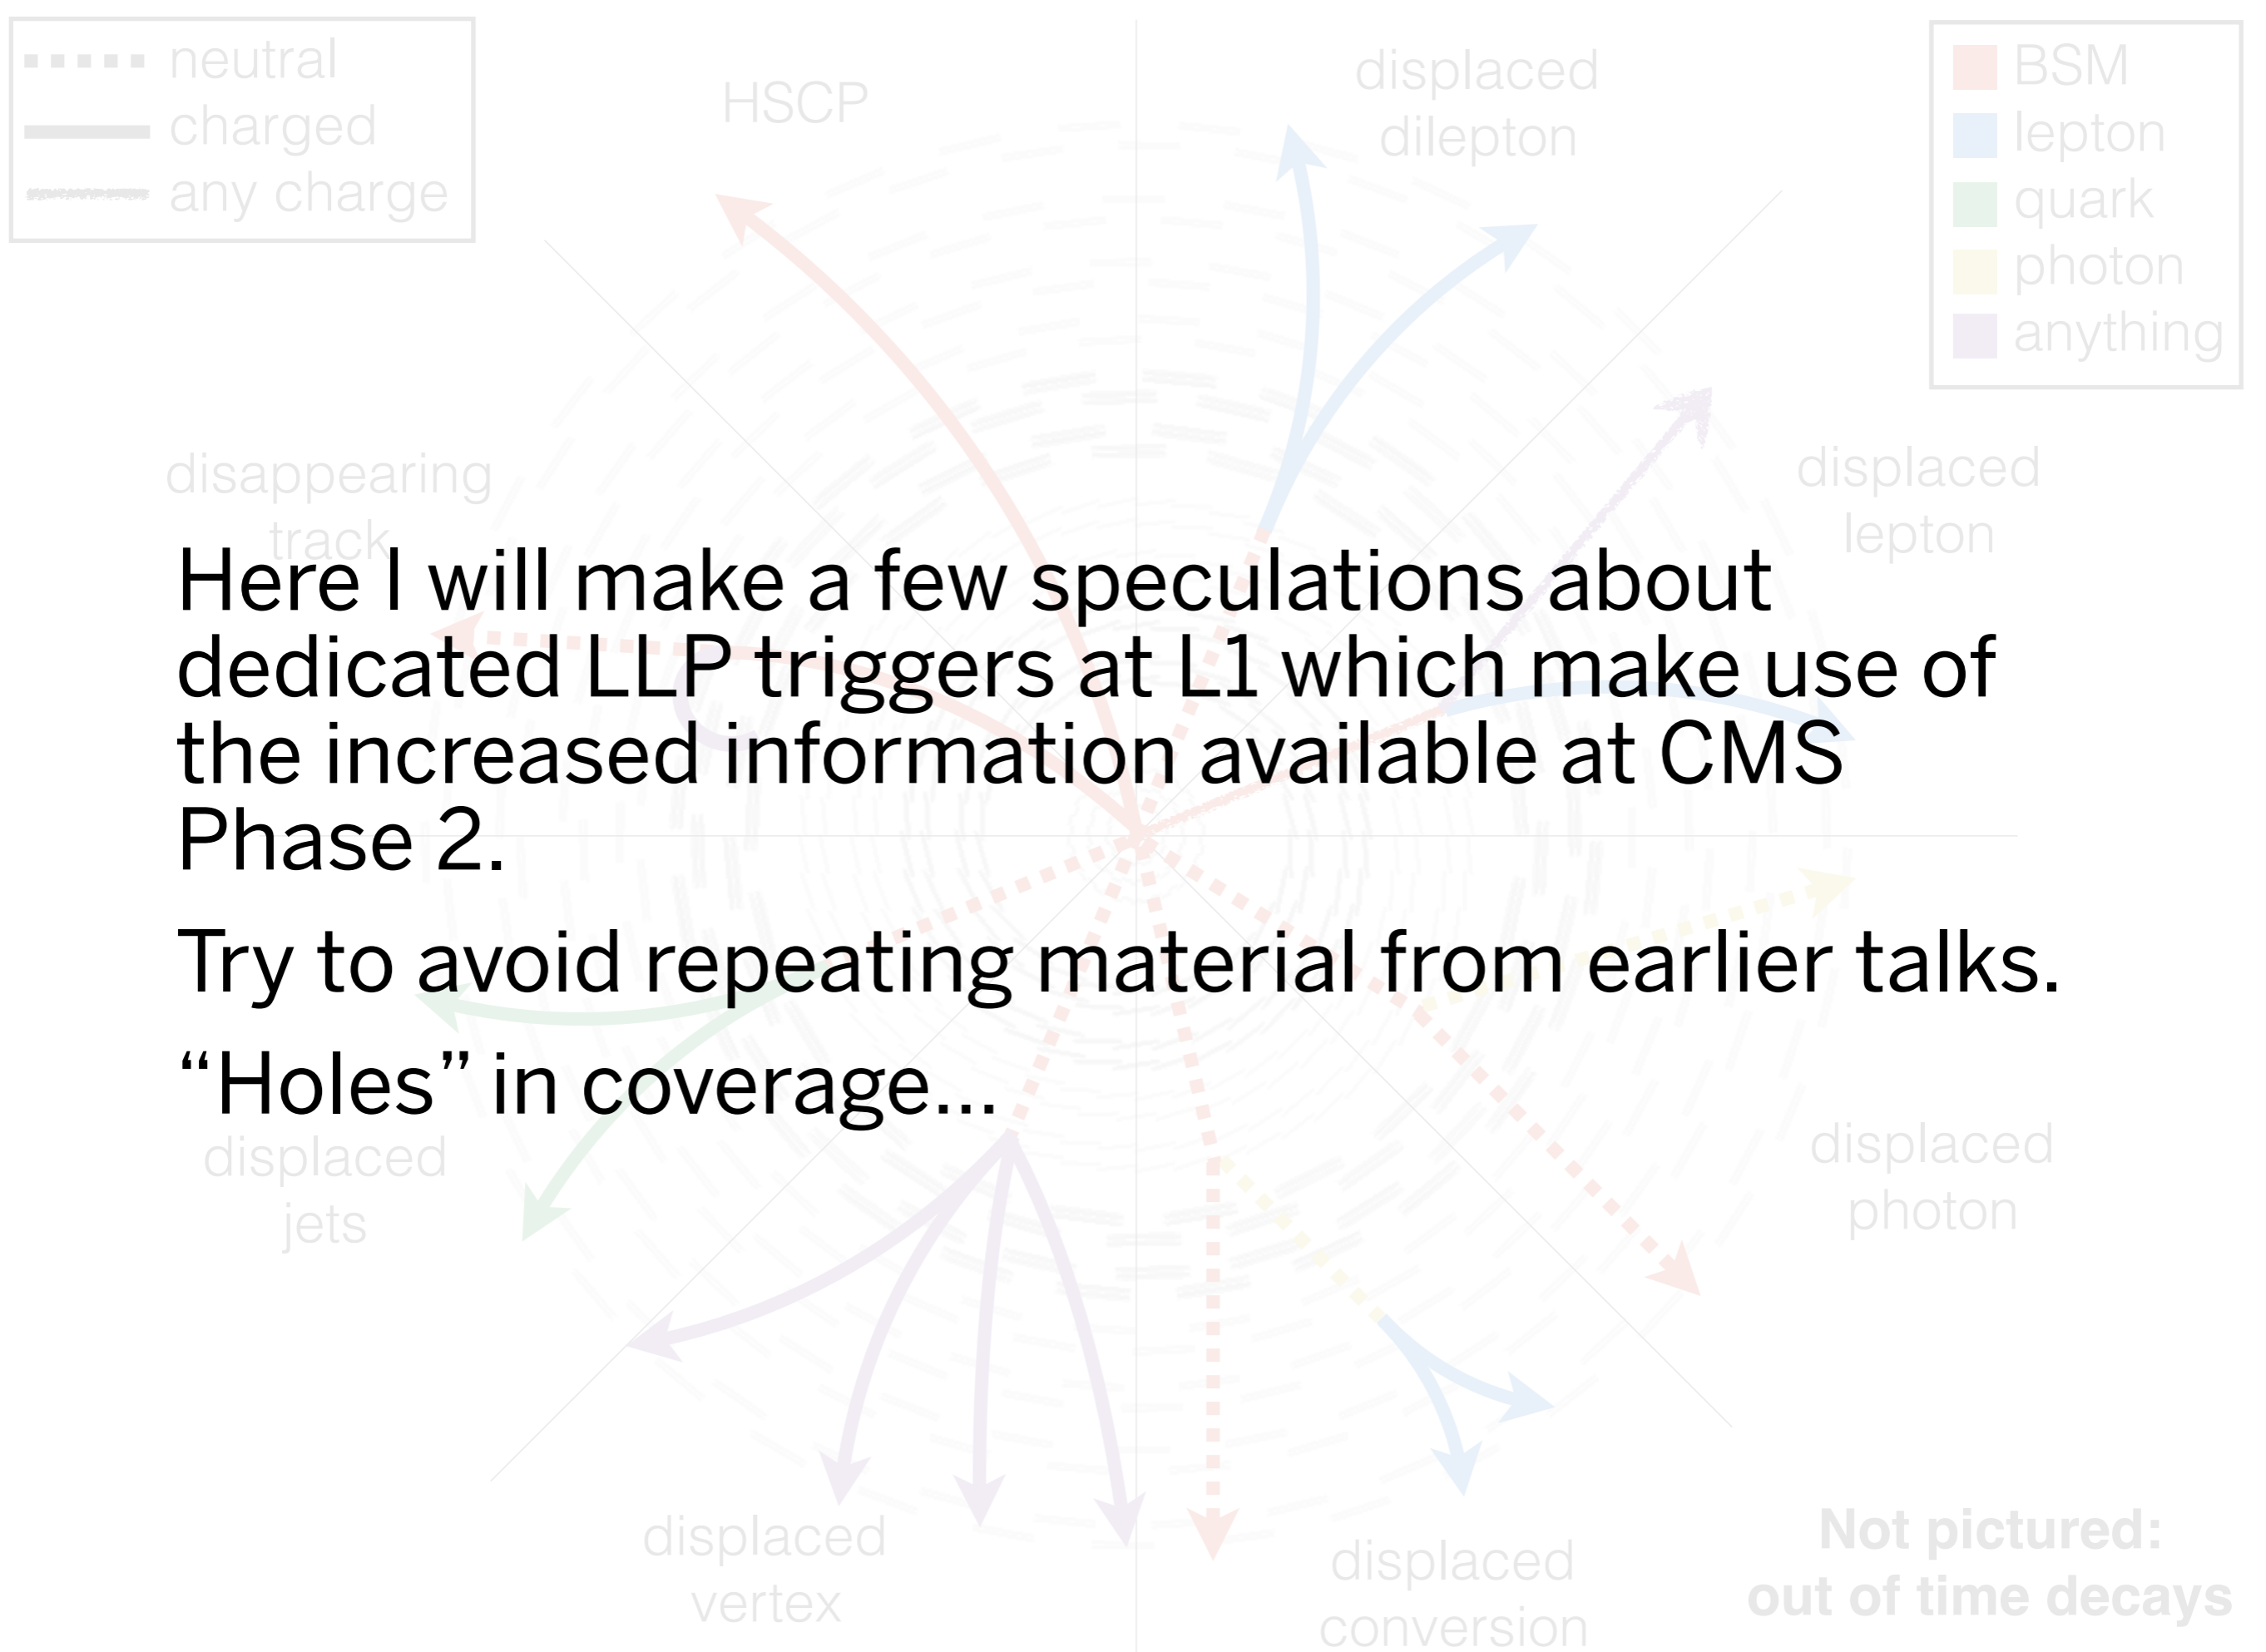 neutral
charged
any charge
HSCP
displaced
dilepton
BSM
lepton
quark
photon
anything
disappearing
track
displaced
lepton
Here I will make a few speculations about
dedicated LLP triggers at L1 which make use of
the increased information available at CMS
Phase 2.
Try to avoid repeating material from earlier talks.
“Holes” in coverage...
displaced
jets
displaced
photon
displaced
vertex
displaced
conversion
Not pictured:
out of time decays